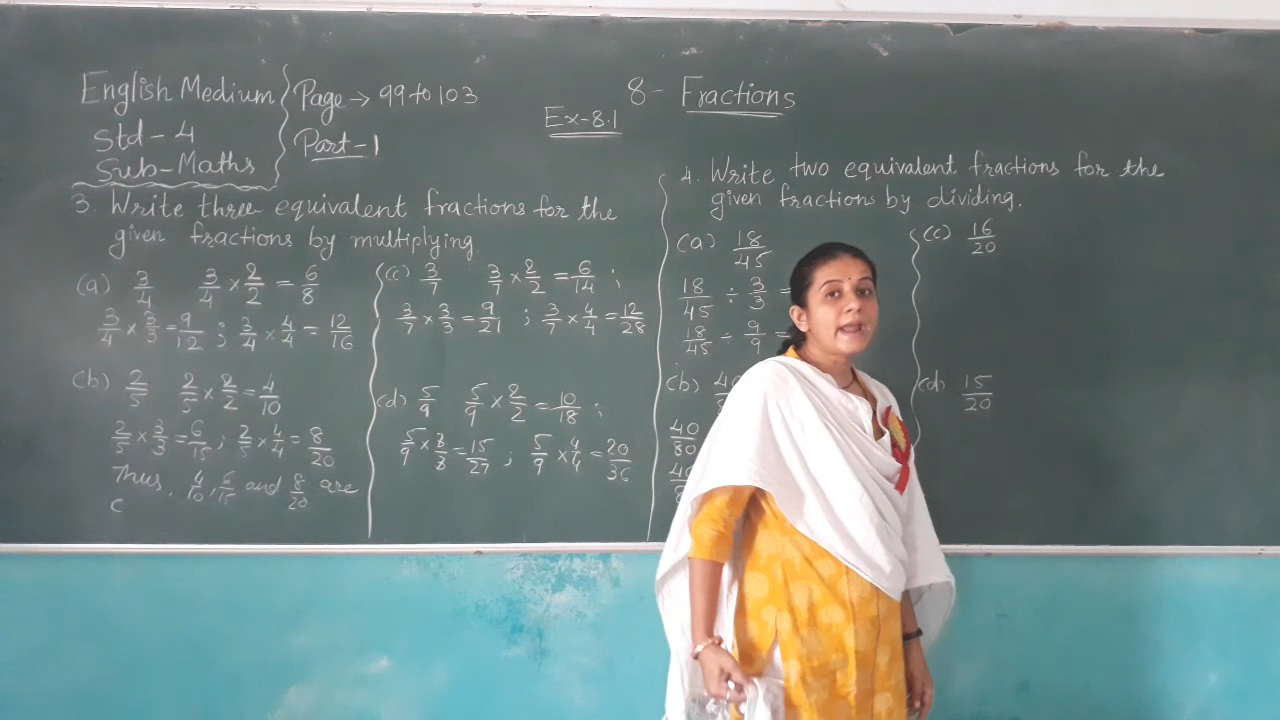 English Medium
Std - 4
Sub - Maths
Page → 99 to 103
Part - 1
8 - Fractions
Ex - 8.1
3. Write three equivalent fractions for the
given fractions by multiplying.
(a) 3/4 3/4 × 2/2 = 6/8
3/4 × 3/3 = 9/12 ; 3/4 × 4/4 = 12/16
(b) 2/5 2/5 × 2/2 = 4/10
2/5 × 3/3 = 6/15 ; 2/5 × 4/4 = 8/20
Thus, 4/10, 6/15 and 8/20 are
(c) 3/7 3/7 × 2/2 = 6/14 ;
3/7 × 3/3 = 9/21 ; 3/7 × 4/4 = 12/28
(d) 5/9 5/9 × 2/2 = 10/18 ;
5/9 × 3/3 = 15/27 ; 5/9 × 4/4 = 20/36
4. Write two equivalent fractions for the
given fractions by dividing.
(a) 18/45
18/45 ÷ 3/3 =
18/45 ÷ 9/9 =
(b) 40
40/80
40
(c) 16/20
(d) 15/20